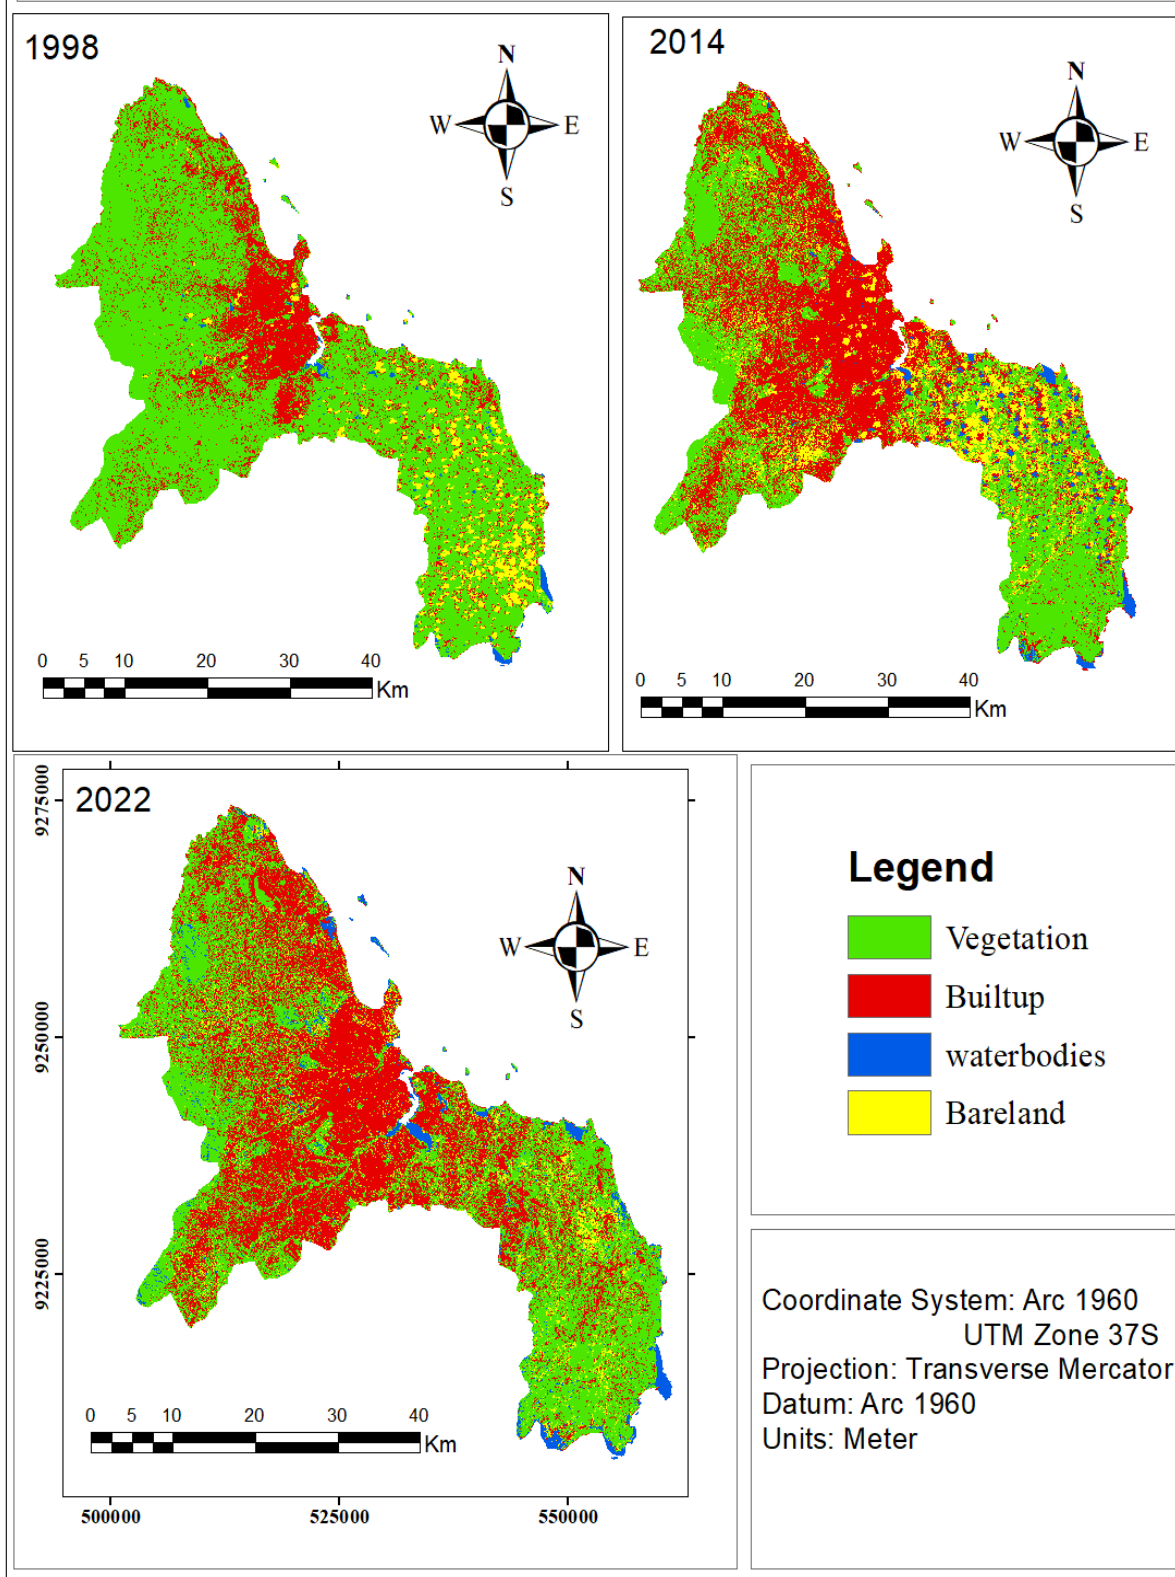 1998
N
W E
S
0 5 10 20 30 40
Km
2014
N
W E
S
0 5 10 20 30 40
Km
2022
N
W E
S
9275000
9250000
9225000
0 5 10 20 30 40
Km
500000 525000 550000
Legend
Vegetation
Builtup
waterbodies
Bareland
Coordinate System: Arc 1960
UTM Zone 37S
Projection: Transverse Mercator
Datum: Arc 1960
Units: Meter